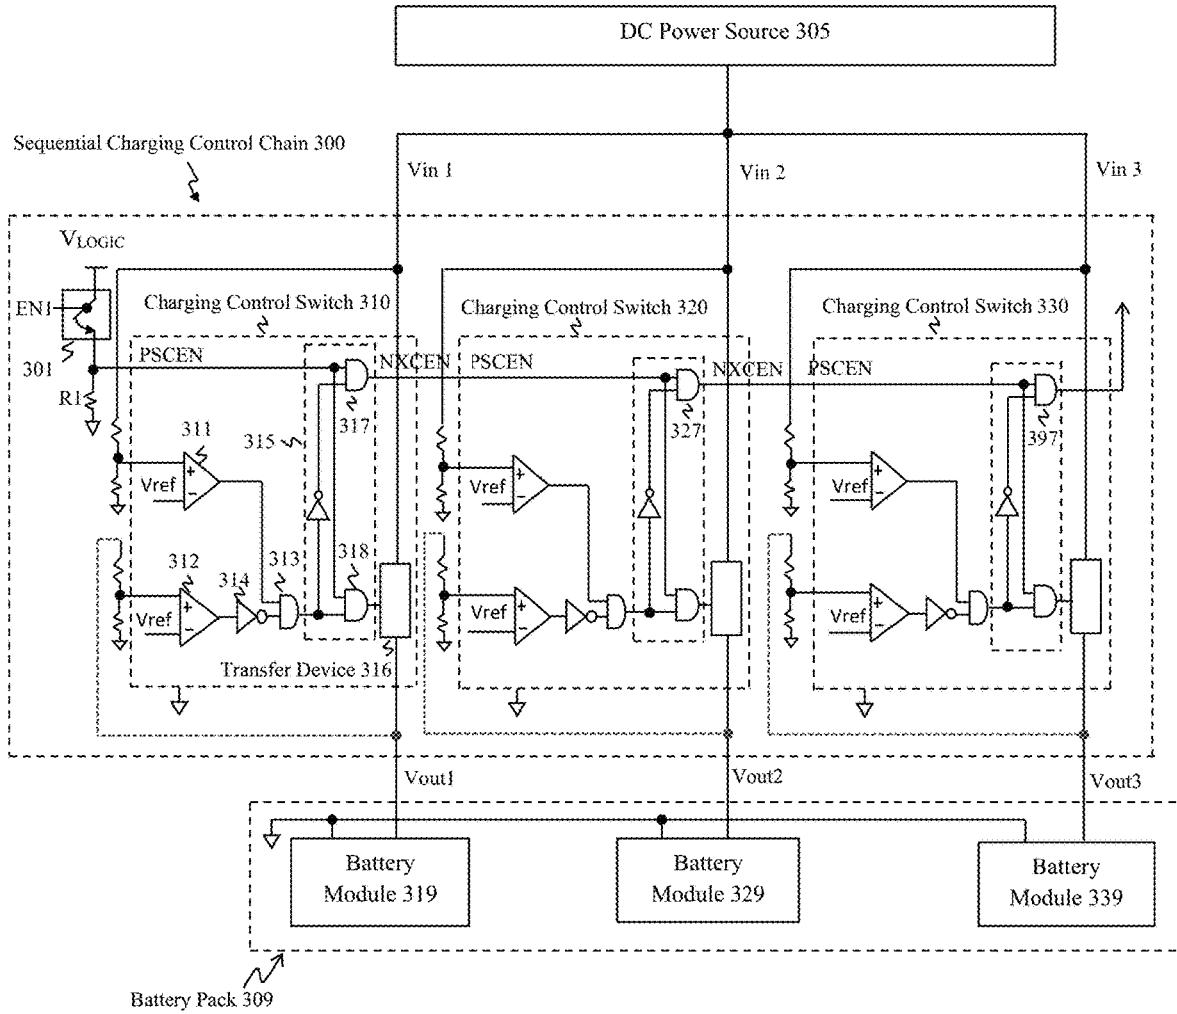 DC Power Source 305
Sequential Charging Control Chain 300
Vin 1
Vin 2
Vin 3
VLOGIC
EN1
301
R1
Charging Control Switch 310
Charging Control Switch 320
Charging Control Switch 330
PSCEN
NXCEN
PSCEN
NXCEN
PSCEN
311
315
317
327
397
+
Vref
-
+
Vref
-
+
Vref
-
312
314
313
318
+
Vref
-
+
Vref
-
+
Vref
-
Transfer Device 316
Vout1
Vout2
Vout3
Battery
Module 319
Battery
Module 329
Battery
Module 339
Battery Pack 309